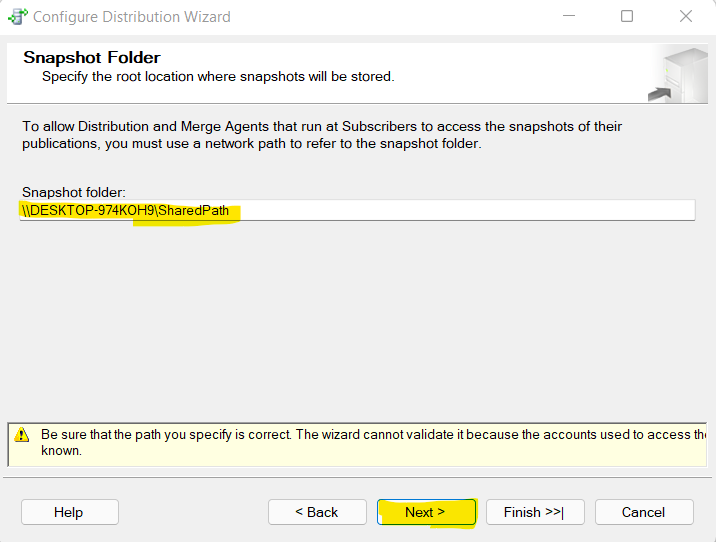 Configure Distribution Wizard
Snapshot Folder
Specify the root location where snapshots will be stored.
To allow Distribution and Merge Agents that run at Subscribers to access the snapshots of their
publications, you must use a network path to refer to the snapshot folder.
Snapshot folder:
\\DESKTOP-974KOH9\SharedPath
Be sure that the path you specify is correct. The wizard cannot validate it because the accounts used to access the
known.
Help
< Back
Next >
Finish >>|
Cancel